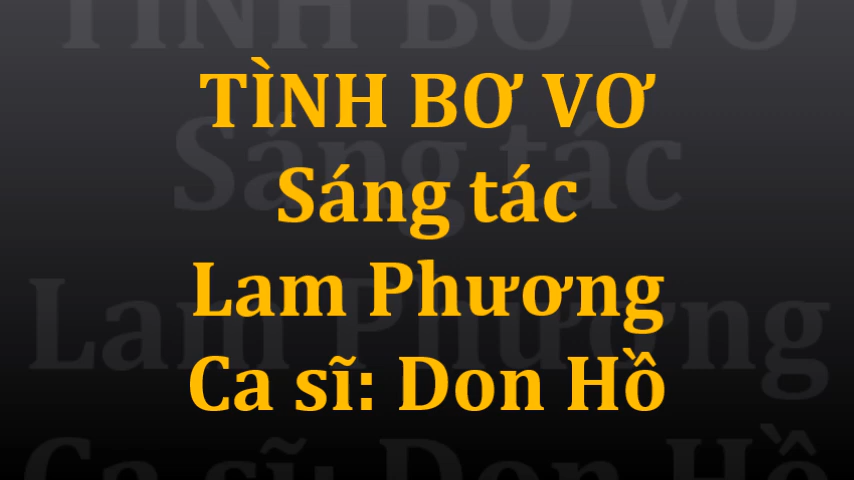 TÌNH BƠ VƠ
Sáng tác
Lam Phương
Ca sĩ: Don Hồ